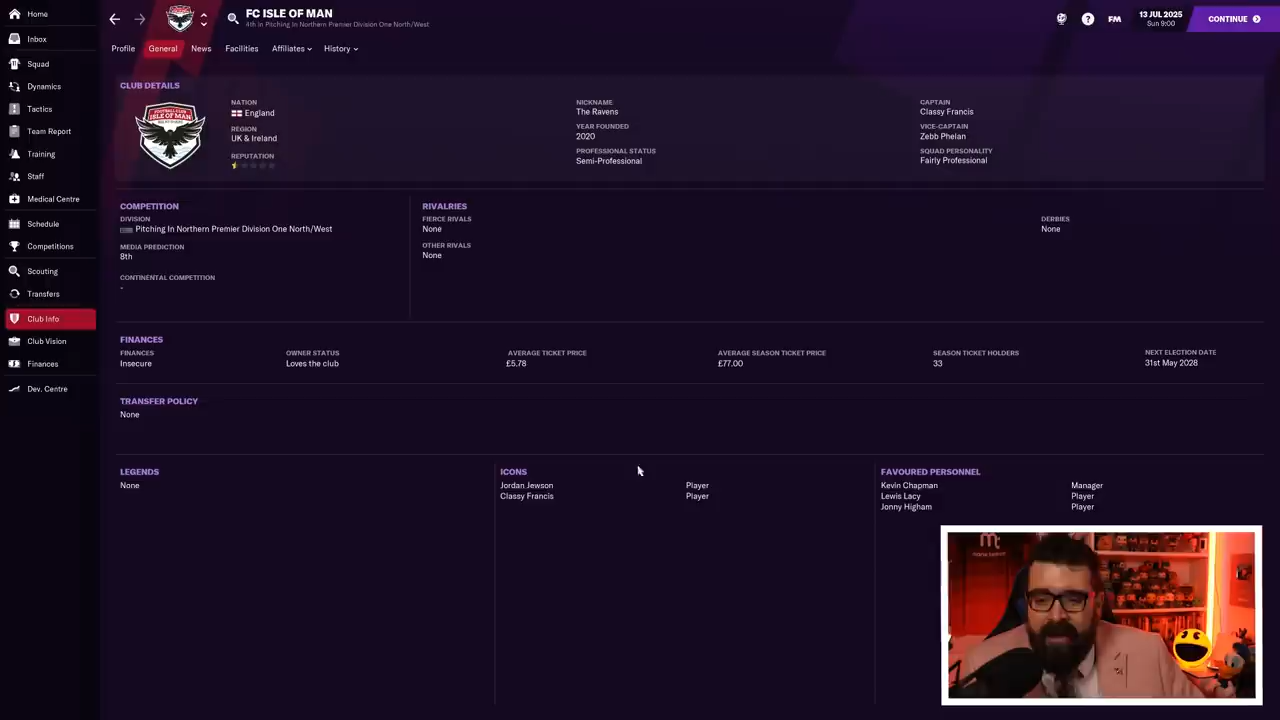 Home
Inbox
Squad
Dynamics
Tactics
Team Report
Training
Staff
Medical Centre
Schedule
Competitions
Scouting
Transfers
Club Info
Club Vision
Finances
Dev. Centre
FC ISLE OF MAN
4th in Pitching In Northern Premier Division One North/West
FM
13 JUL 2025
Sun 9:00
CONTINUE
Profile
General
News
Facilities
Affiliates
History
CLUB DETAILS
ISLE OF MAN
NATION
England
REGION
UK & Ireland
REPUTATION
NICKNAME
The Ravens
YEAR FOUNDED
2020
PROFESSIONAL STATUS
Semi-Professional
CAPTAIN
Classy Francis
VICE-CAPTAIN
Zebb Phelan
SQUAD PERSONALITY
Fairly Professional
COMPETITION
DIVISION
Pitching In Northern Premier Division One North/West
MEDIA PREDICTION
8th
CONTINENTAL COMPETITION
-
RIVALRIES
FIERCE RIVALS
None
OTHER RIVALS
None
DERBIES
None
FINANCES
FINANCES
Insecure
OWNER STATUS
Loves the club
AVERAGE TICKET PRICE
£5.78
AVERAGE SEASON TICKET PRICE
£77.00
SEASON TICKET HOLDERS
33
NEXT ELECTION DATE
31st May 2028
TRANSFER POLICY
None
LEGENDS
None
ICONS
Jordan Jewson Player
Classy Francis Player
FAVOURED PERSONNEL
Kevin Chapman Manager
Lewis Lacy Player
Jonny Higham Player